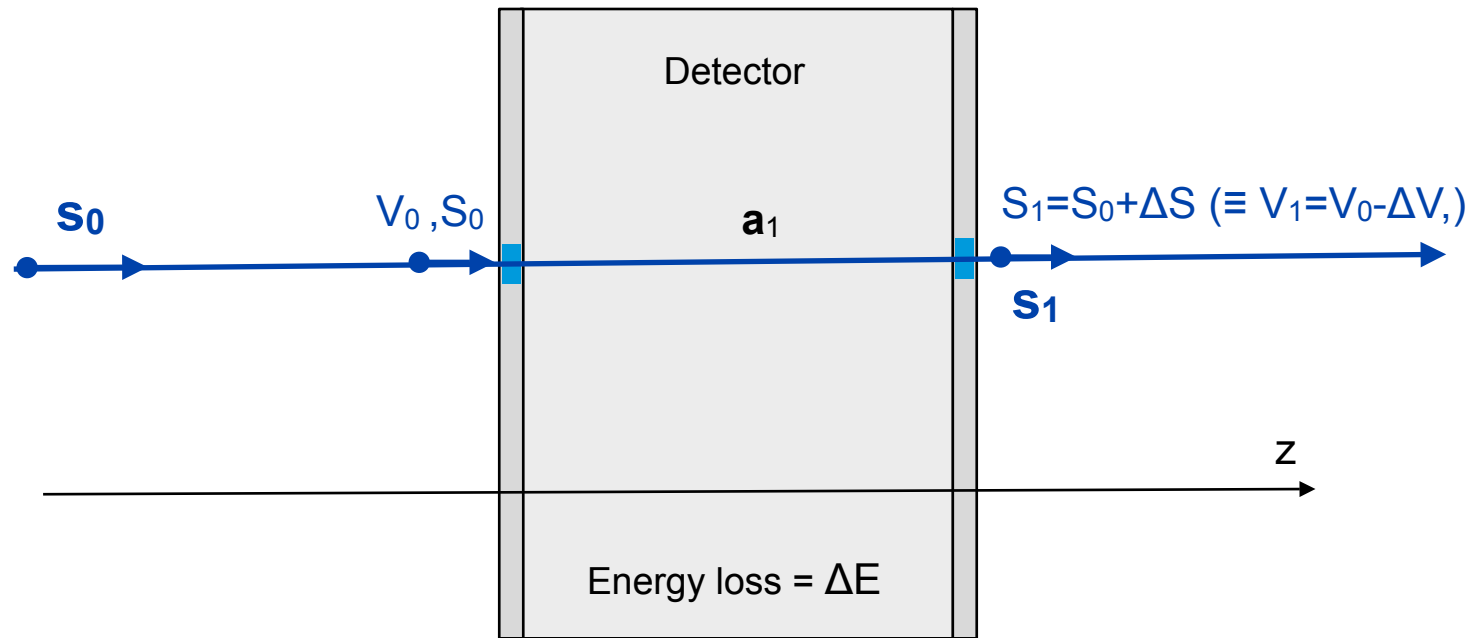 Detector
s₀
V₀ ,S₀
a₁
S₁=S₀+ΔS (≡ V₁=V₀-ΔV,)
s₁
z
Energy loss = ΔE